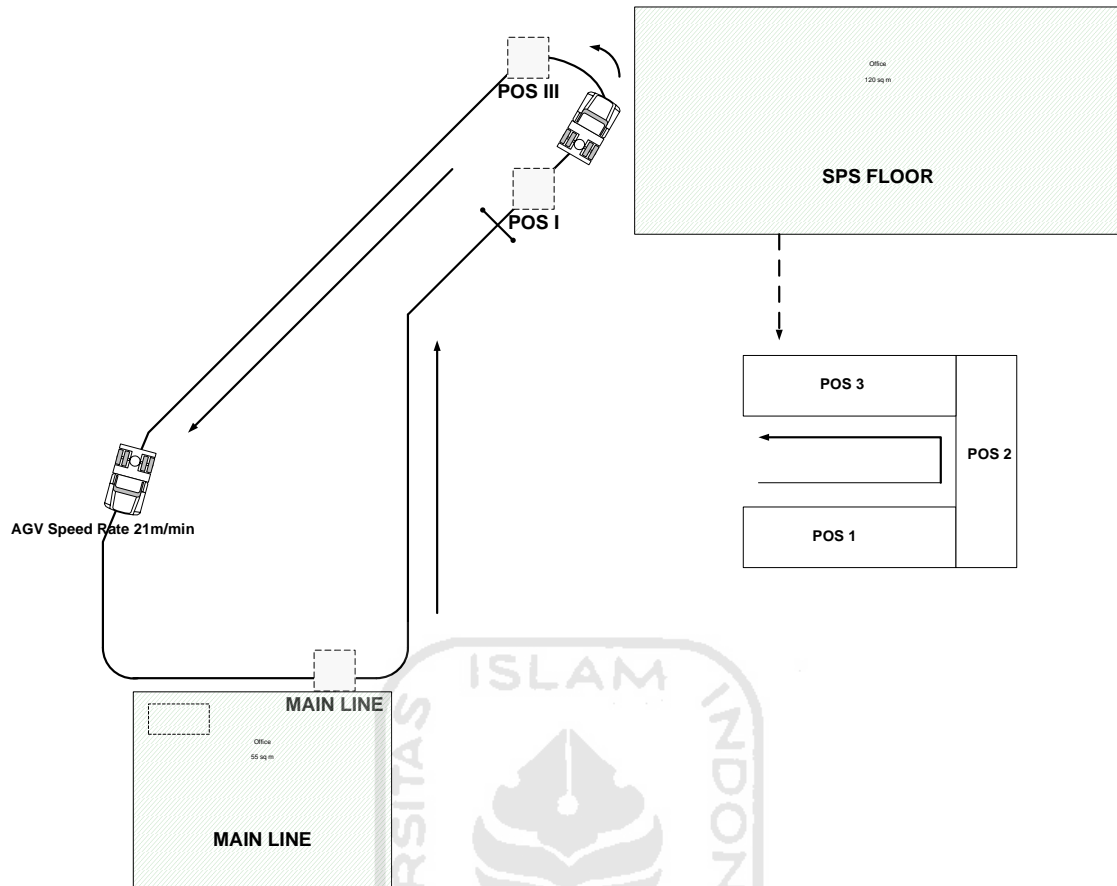 Office
120 sq m
SPS FLOOR
POS III
POS I
POS 3
POS 2
POS 1
AGV Speed Rate 21m/min
MAIN LINE
Office
55 sq m
MAIN LINE
ISLAM